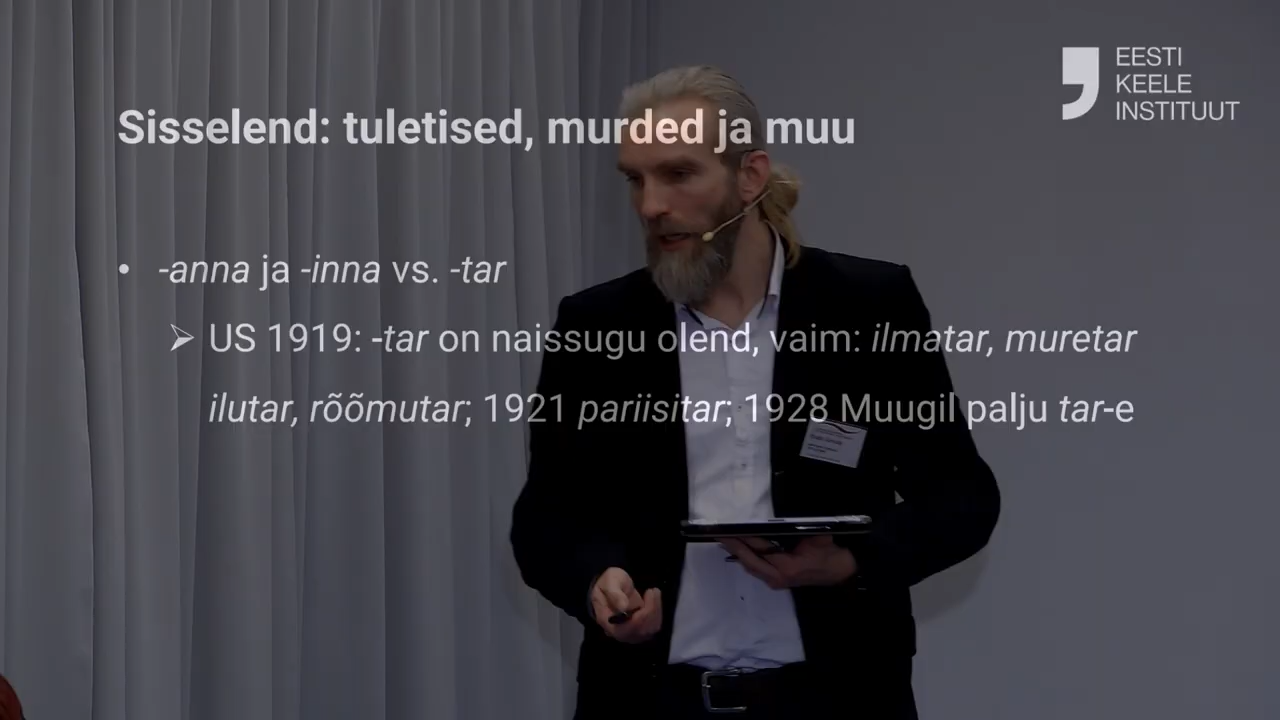 EESTI
KEELE
INSTITUUT
Sisselend: tuletised, murded ja muu
• -anna ja -inna vs. -tar
➢ US 1919: -tar on naissugu olend, vaim: ilmatar, muretar
ilutar, rõõmutar; 1921 pariisitar; 1928 Muugil palju tar-e